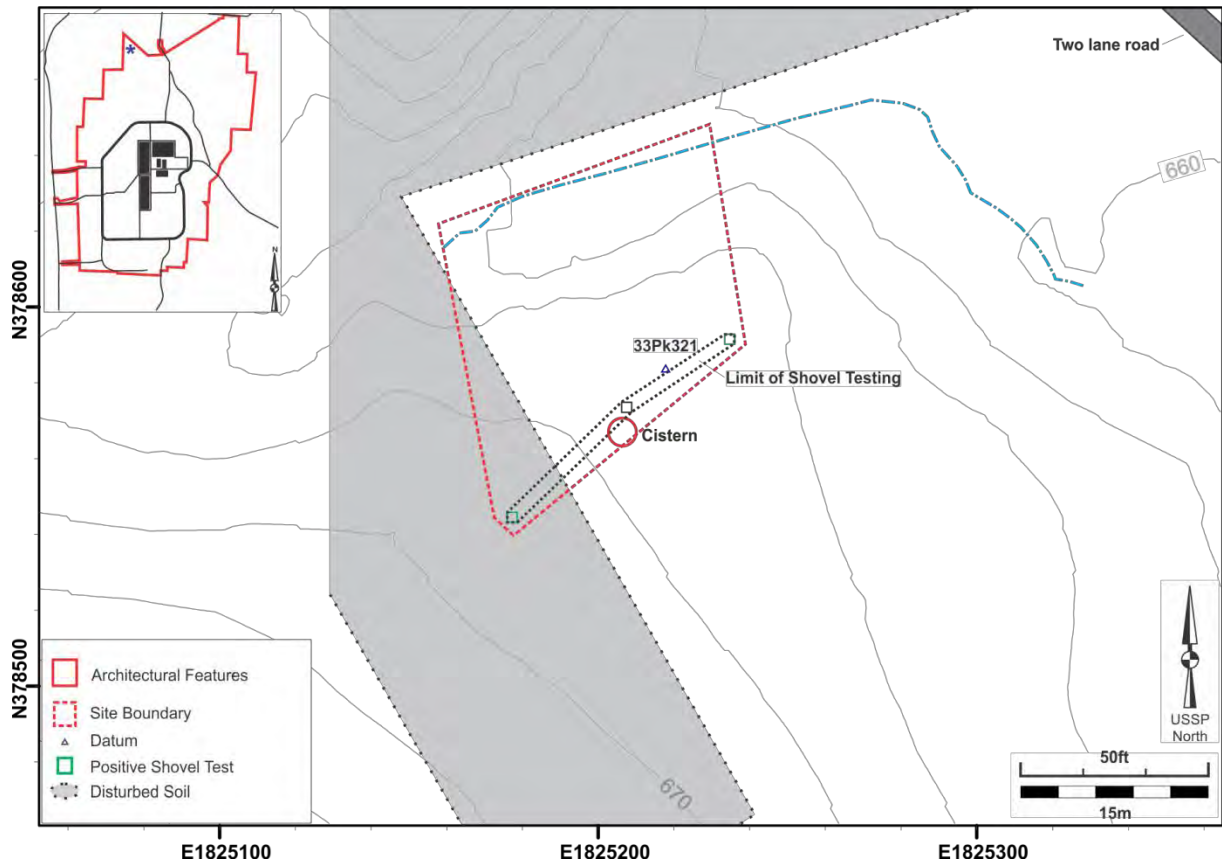 N
Two lane road
660
N378600
33Pk321
Limit of Shovel Testing
Cistern
N378500
Architectural Features
Site Boundary
Datum
Positive Shovel Test
Disturbed Soil
670
USSP
North
50ft
15m
E1825100
E1825200
E1825300